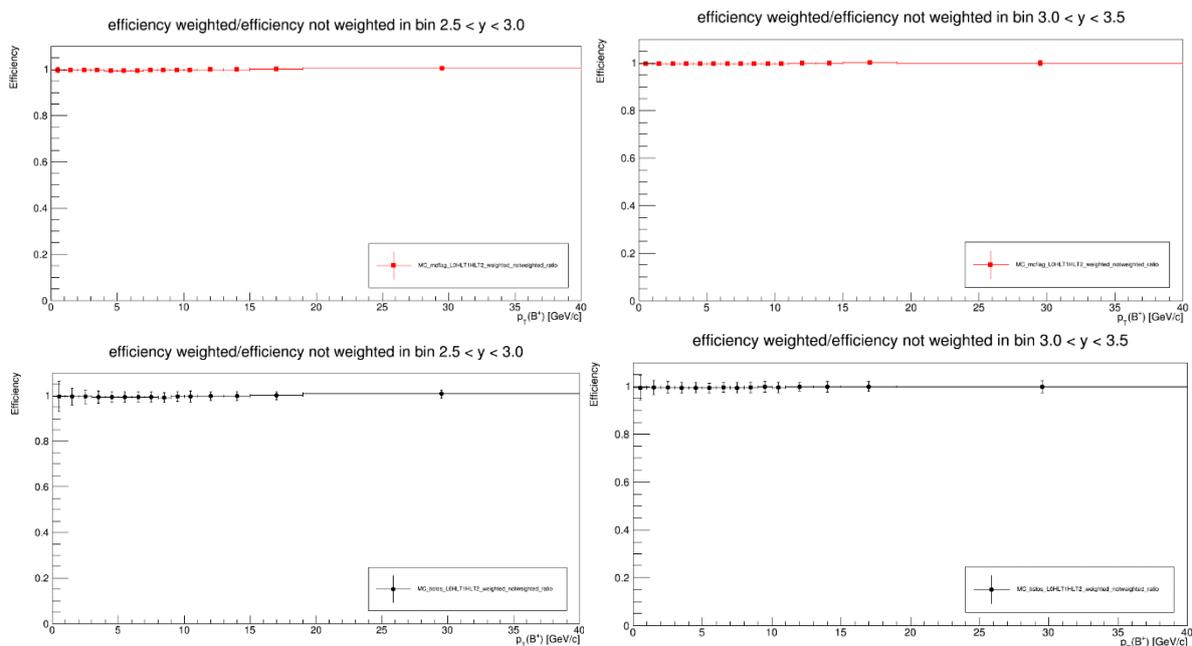 efficiency weighted/efficiency not weighted in bin 2.5 < y < 3.0
Efficiency
1
0.8
0.6
0.4
0.2
0
0 5 10 15 20 25 30 35 40
p_T(B⁺) [GeV/c]
MC_mcflag_L0HLT1HLT2_weighted_notweighted_ratio
efficiency weighted/efficiency not weighted in bin 3.0 < y < 3.5
Efficiency
1
0.8
0.6
0.4
0.2
0
0 5 10 15 20 25 30 35 40
p_T(B⁺) [GeV/c]
MC_mcflag_L0HLT1HLT2_weighted_notweighted_ratio
efficiency weighted/efficiency not weighted in bin 2.5 < y < 3.0
Efficiency
1
0.8
0.6
0.4
0.2
0
0 5 10 15 20 25 30 35 40
p_T(B⁺) [GeV/c]
MC_tistos_L0HLT1HLT2_weighted_notweighted_ratio
efficiency weighted/efficiency not weighted in bin 3.0 < y < 3.5
Efficiency
1
0.8
0.6
0.4
0.2
0
0 5 10 15 20 25 30 35 40
p_T(B⁺) [GeV/c]
MC_tistos_L0HLT1HLT2_weighted_notweighted_ratio